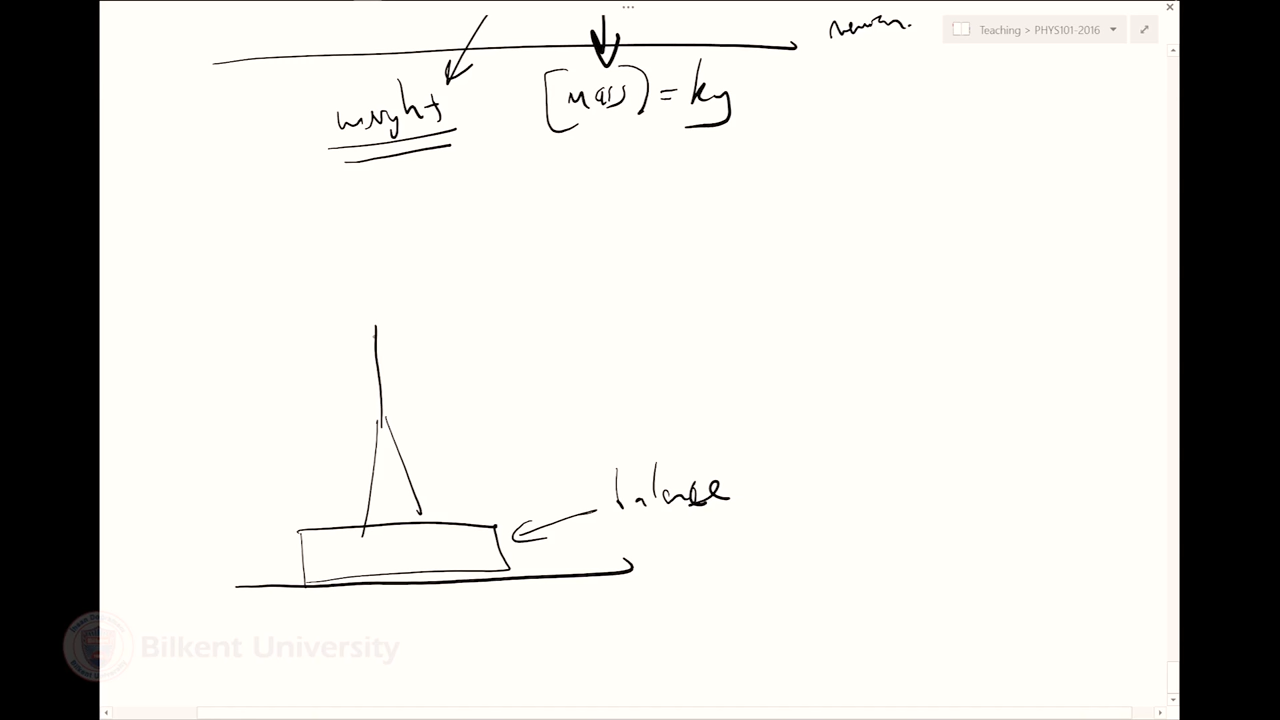 Teaching > PHYS101-2016
weight
[mass) = kg
balance
Bilkent University